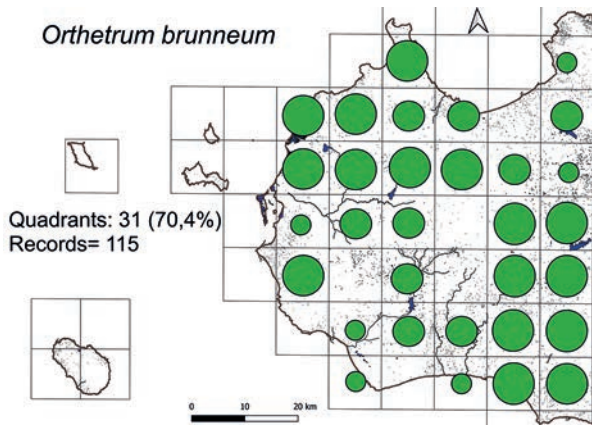 Orthetrum brunneum
Quadrants: 31 (70,4%)
Records= 115
0 10 20 km